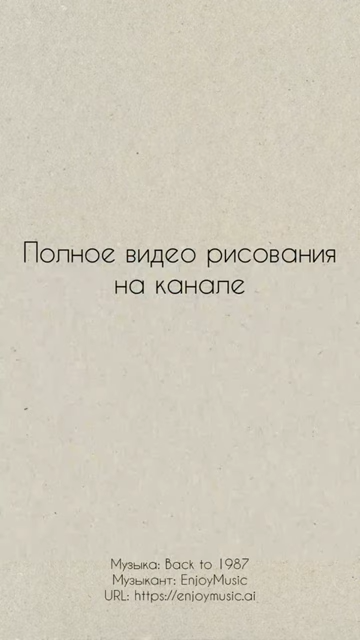 Полное видео рисования
на канале
Музыка: Back to 1987
Музыкант: EnjoyMusic
URL: https://enjoymusic.ai